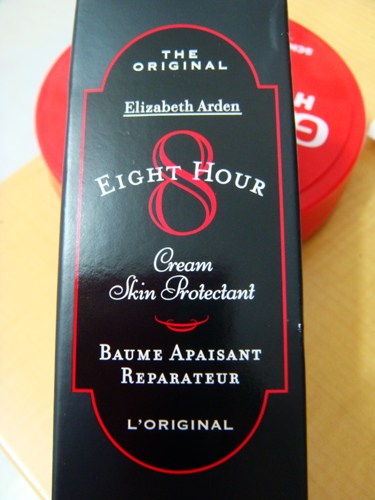 THE
ORIGINAL
Elizabeth Arden
8
EIGHT HOUR
Cream
Skin Protectant
BAUME APAISANT
REPARATEUR
L'ORIGINAL